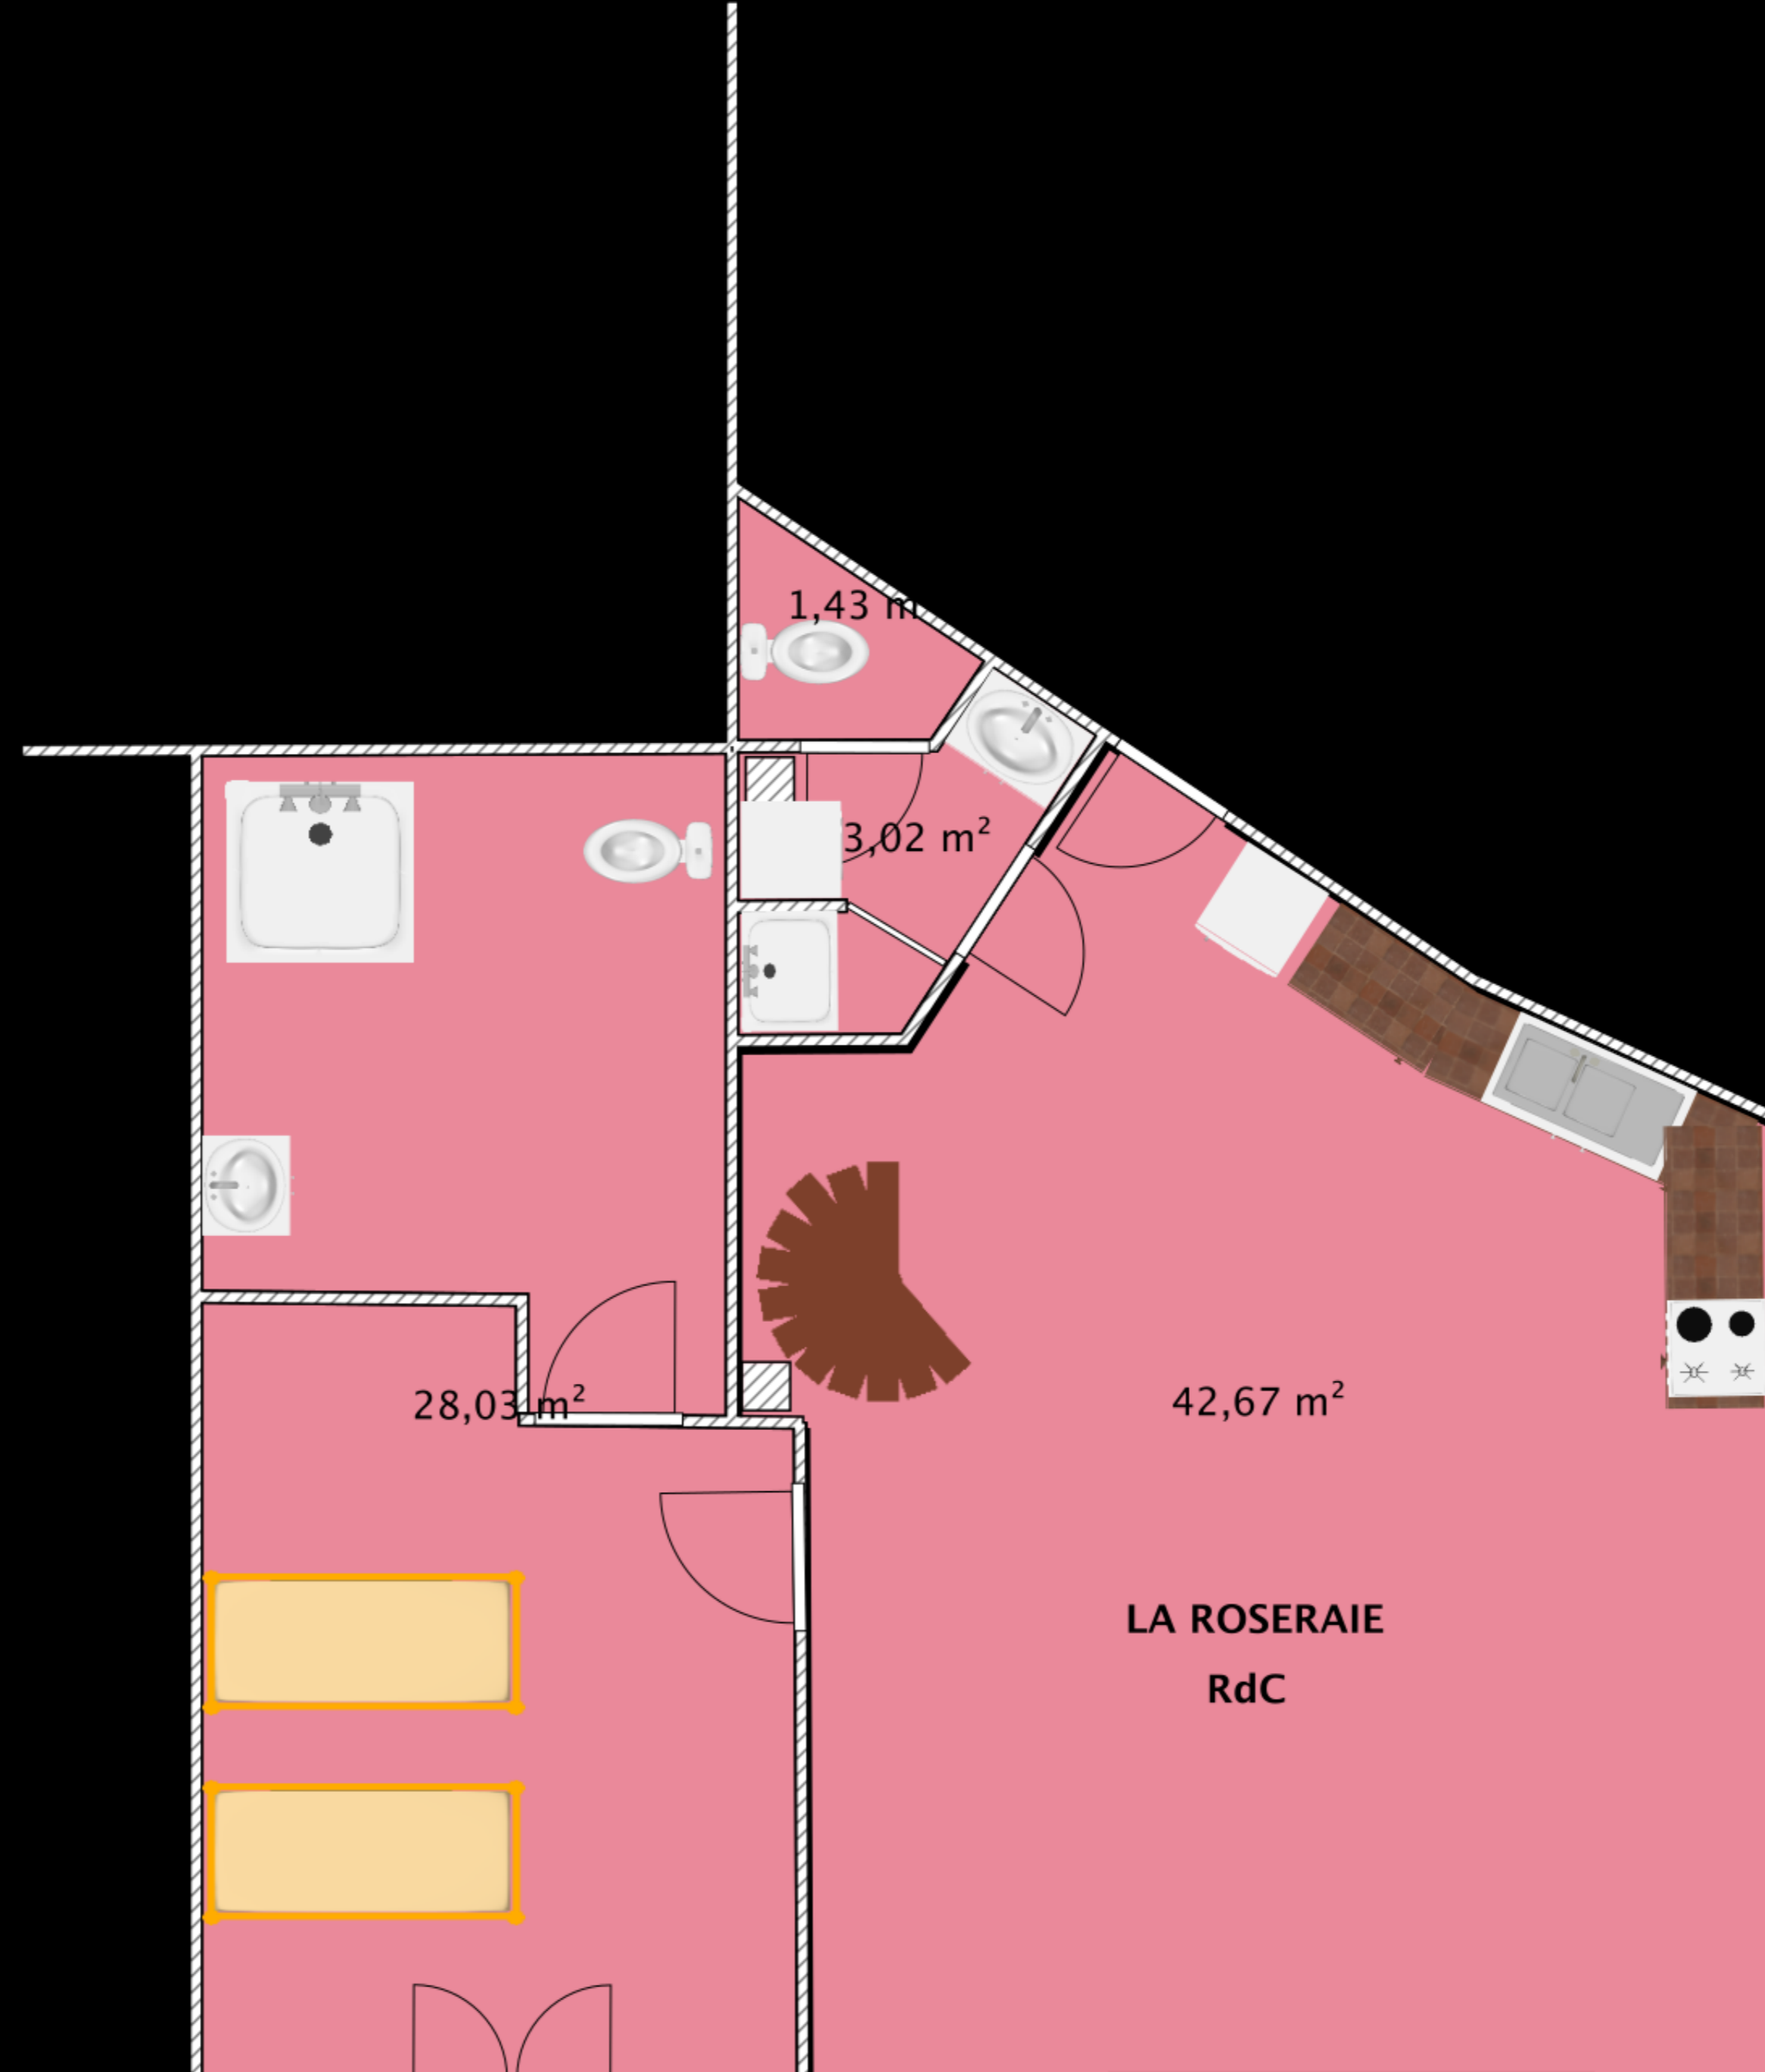 1,43 m
3,02 m²
28,03 m²
42,67 m²
LA ROSERAIE
RdC